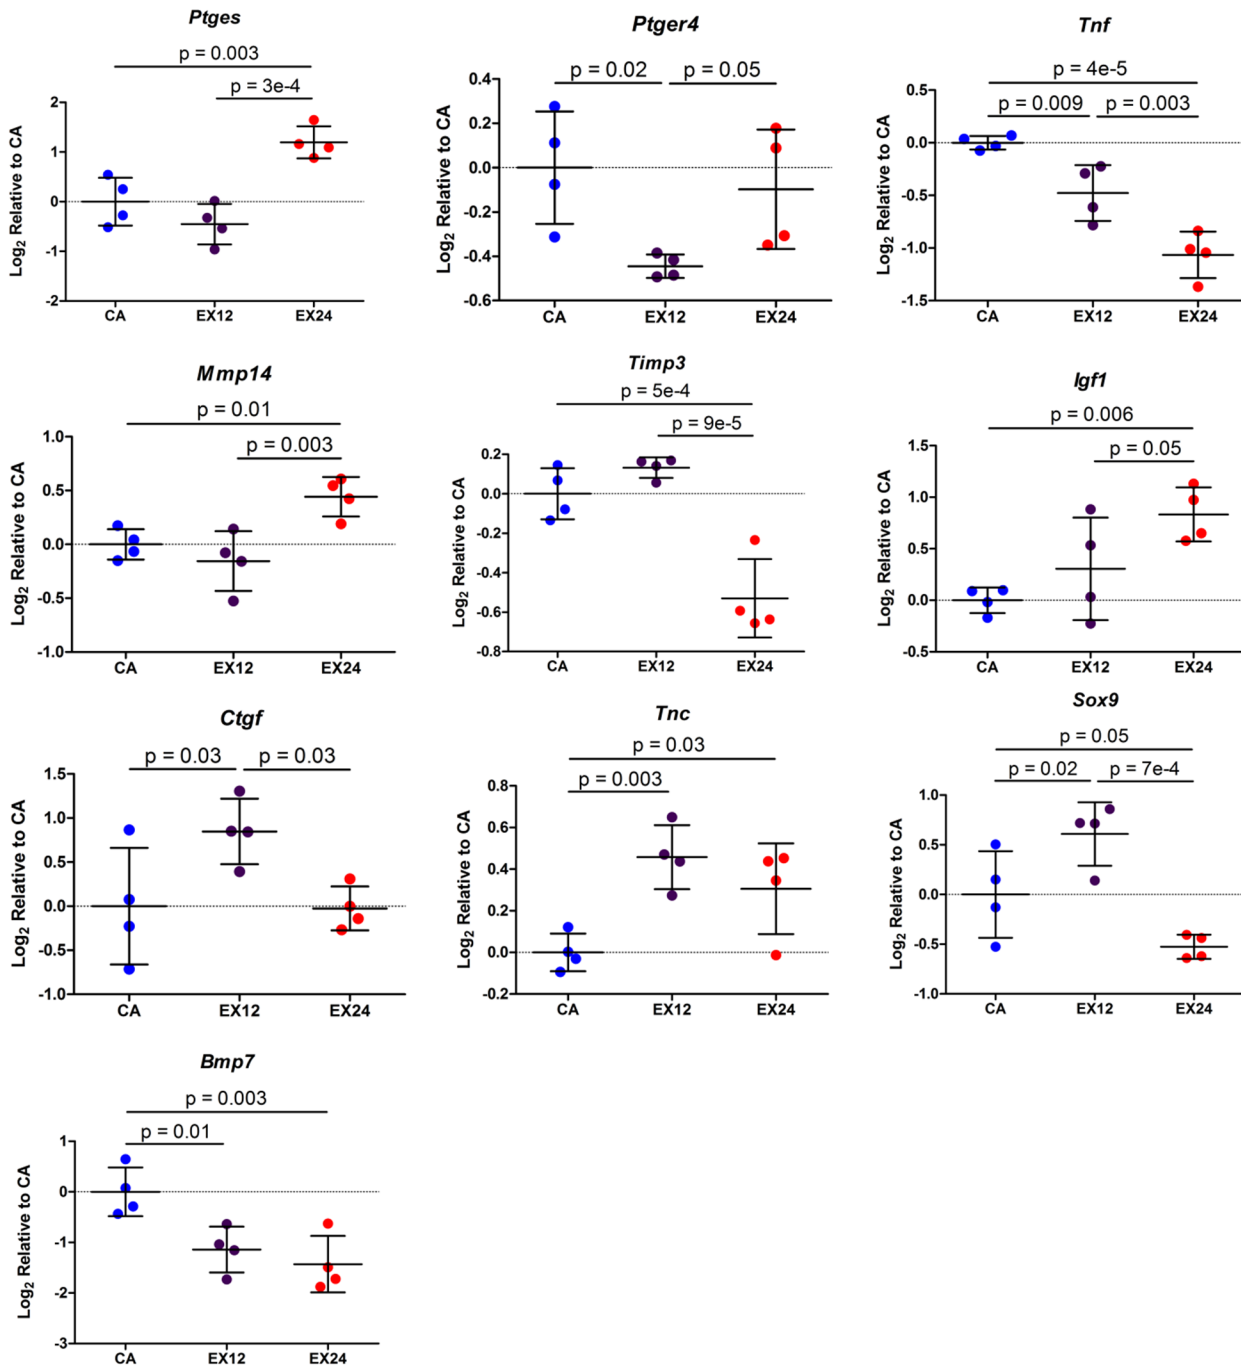 Ptges
p = 0.003
p = 3e-4
Log2 Relative to CA
2
1
0
-1
-2
CA EX12 EX24
Ptger4
p = 0.02 p = 0.05
Log2 Relative to CA
0.4
0.2
0.0
-0.2
-0.4
-0.6
CA EX12 EX24
Tnf
p = 4e-5
p = 0.009 p = 0.003
Log2 Relative to CA
0.5
0.0
-0.5
-1.0
-1.5
CA EX12 EX24
Mmp14
p = 0.01
p = 0.003
Log2 Relative to CA
1.0
0.5
0.0
-0.5
-1.0
CA EX12 EX24
Timp3
p = 5e-4
p = 9e-5
Log2 Relative to CA
0.2
0.0
-0.2
-0.4
-0.6
-0.8
CA EX12 EX24
Igf1
p = 0.006
p = 0.05
Log2 Relative to CA
1.5
1.0
0.5
0.0
-0.5
CA EX12 EX24
Ctgf
p = 0.03 p = 0.03
Log2 Relative to CA
1.5
1.0
0.5
0.0
-0.5
-1.0
CA EX12 EX24
Tnc
p = 0.03
p = 0.003
Log2 Relative to CA
0.8
0.6
0.4
0.2
0.0
-0.2
CA EX12 EX24
Sox9
p = 0.05
p = 0.02 p = 7e-4
Log2 Relative to CA
1.0
0.5
0.0
-0.5
-1.0
CA EX12 EX24
Bmp7
p = 0.003
p = 0.01
Log2 Relative to CA
1
0
-1
-2
-3
CA EX12 EX24